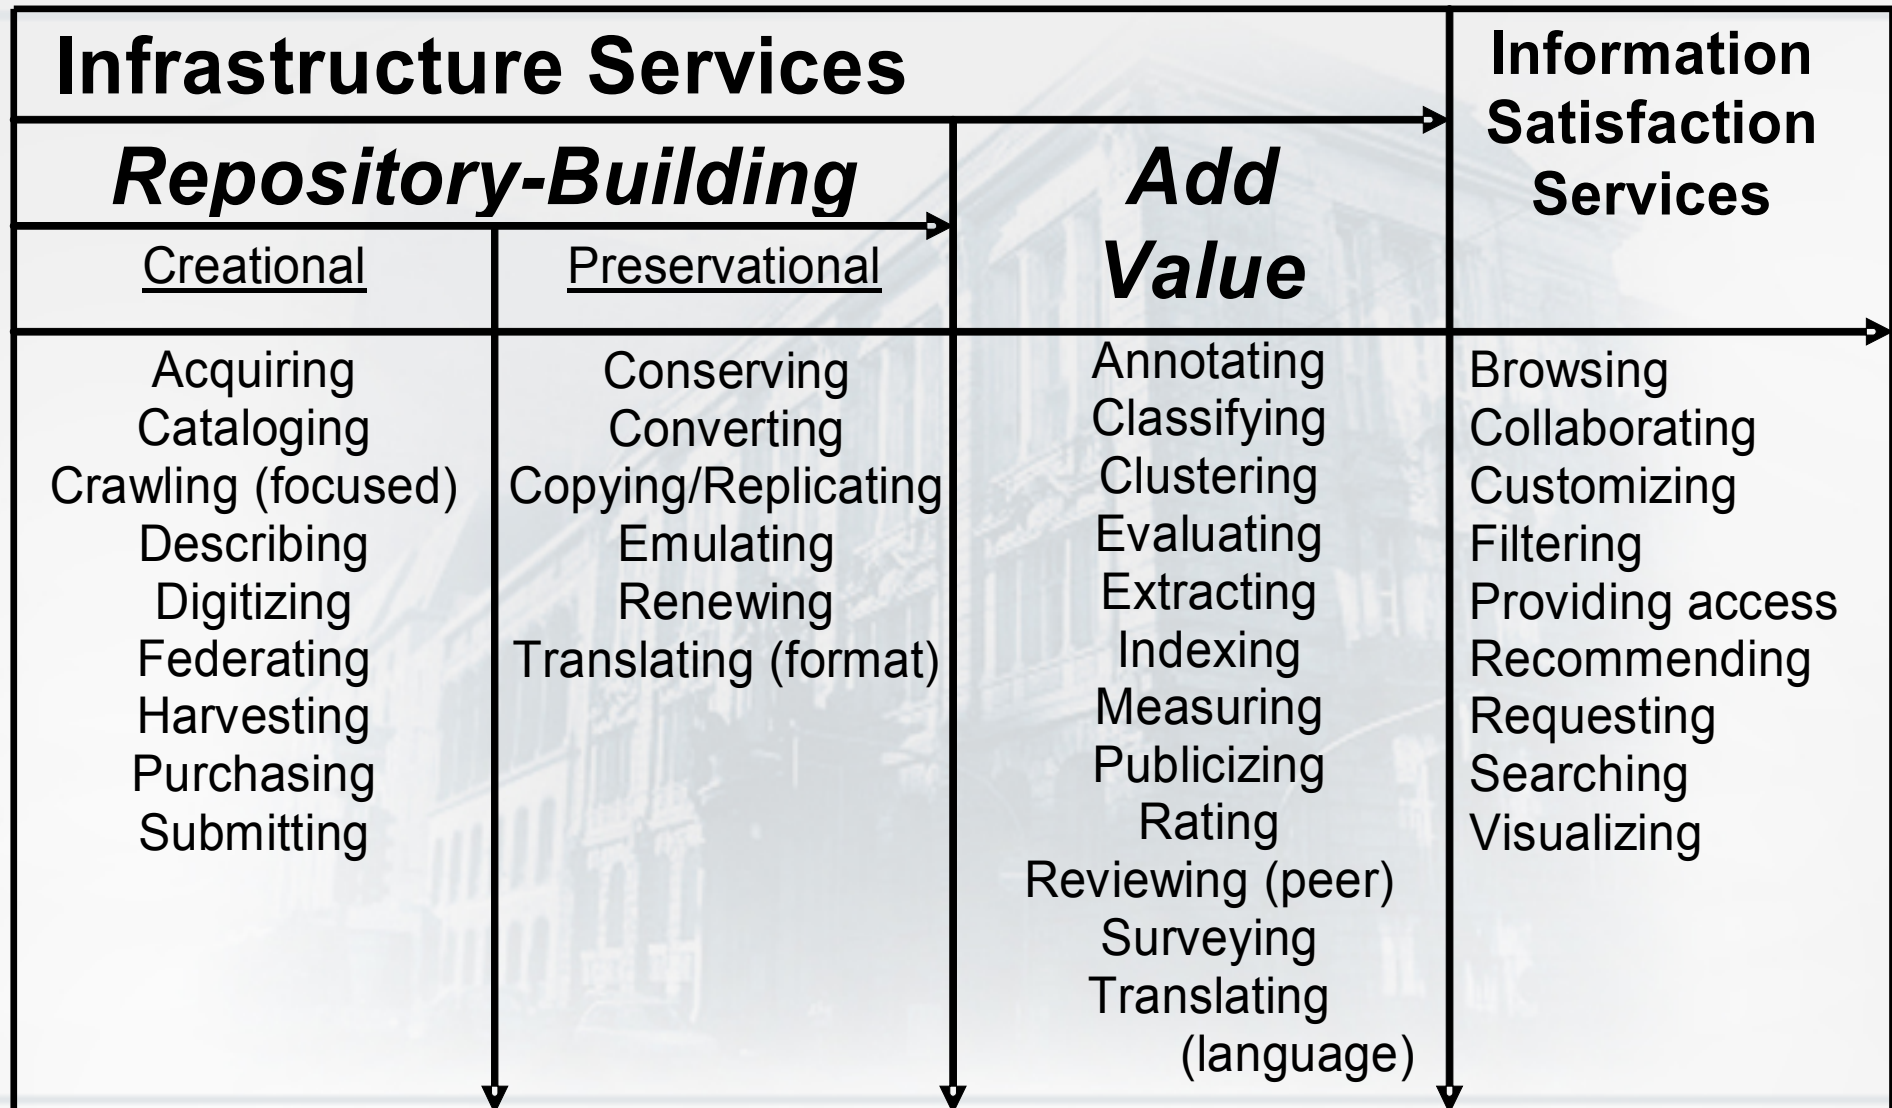 Infrastructure Services
Information
Satisfaction
Services
Repository-Building
Add
Value
Creational
Preservational
Acquiring
Cataloging
Crawling (focused)
Describing
Digitizing
Federating
Harvesting
Purchasing
Submitting
Conserving
Converting
Copying/Replicating
Emulating
Renewing
Translating (format)
Annotating
Classifying
Clustering
Evaluating
Extracting
Indexing
Measuring
Publicizing
Rating
Reviewing (peer)
Surveying
Translating
(language)
Browsing
Collaborating
Customizing
Filtering
Providing access
Recommending
Requesting
Searching
Visualizing